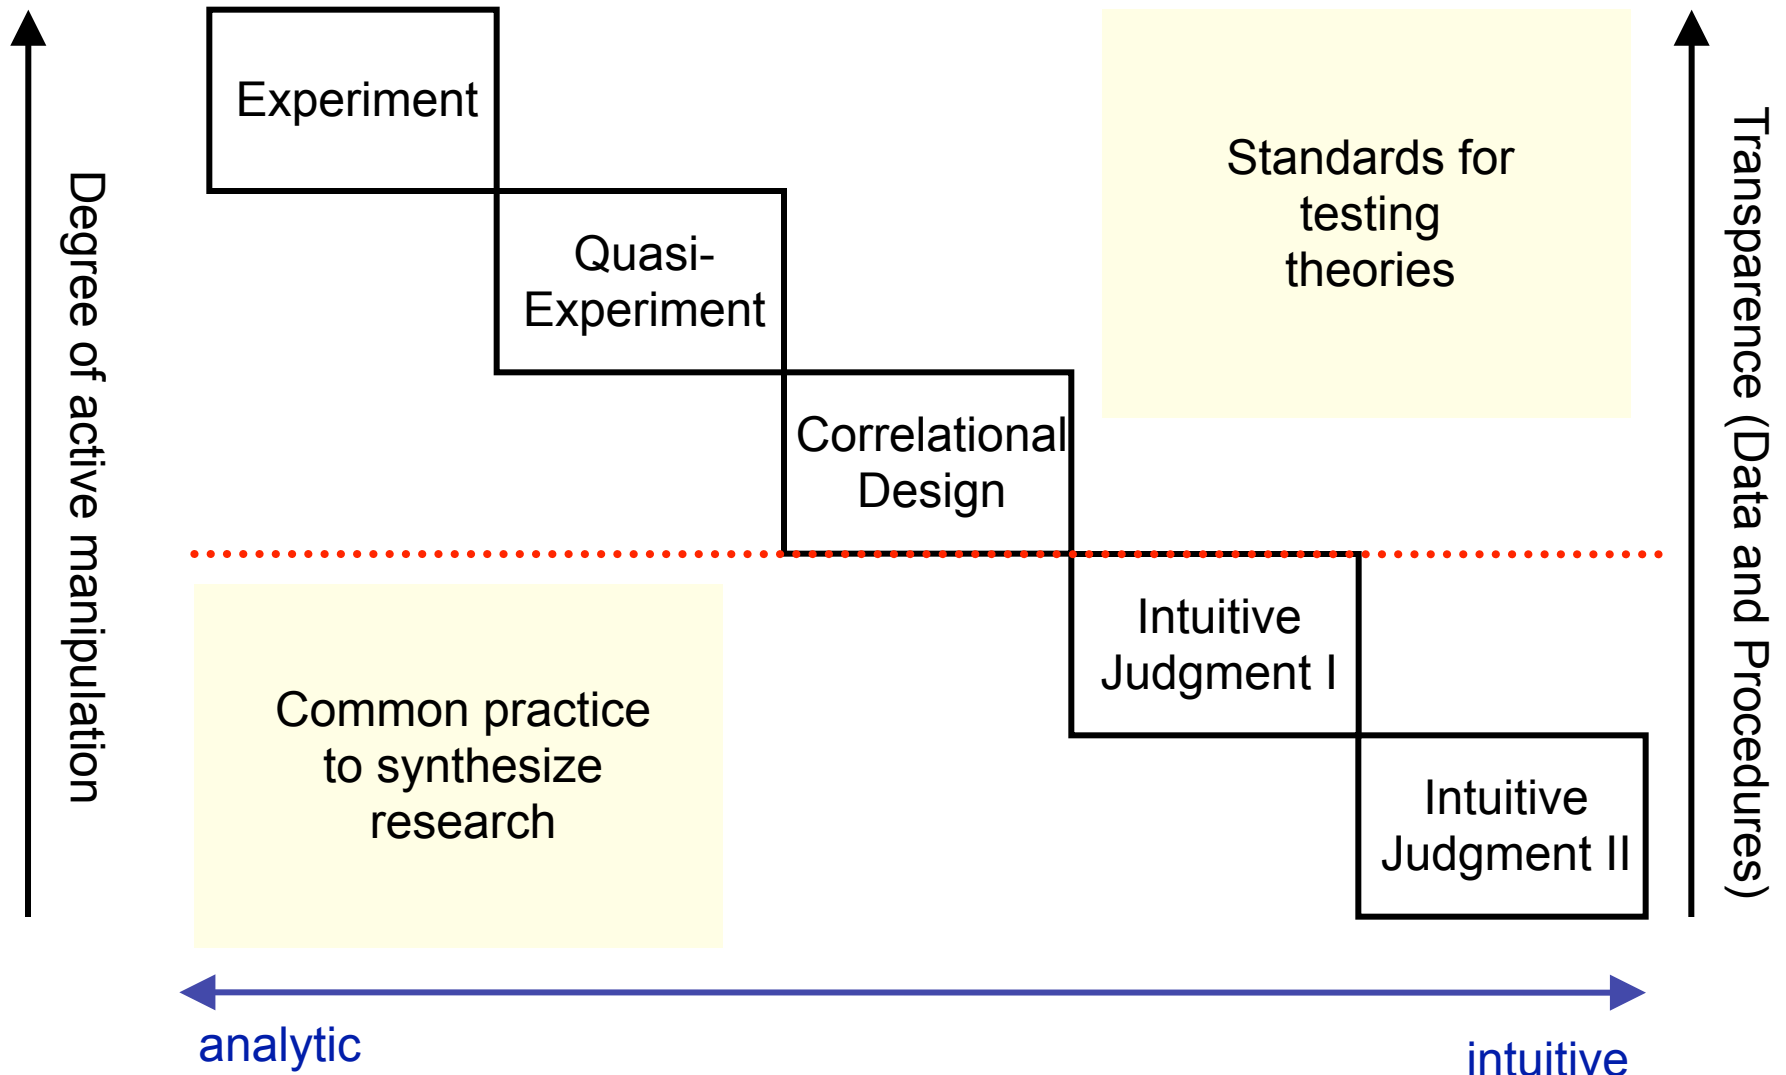 Experiment
Quasi-
Experiment
Correlational
Design
Intuitive
Judgment I
Intuitive
Judgment II
Standards for
testing
theories
Common practice
to synthesize
research
Degree of active manipulation
Transparence (Data and Procedures)
analytic
intuitive